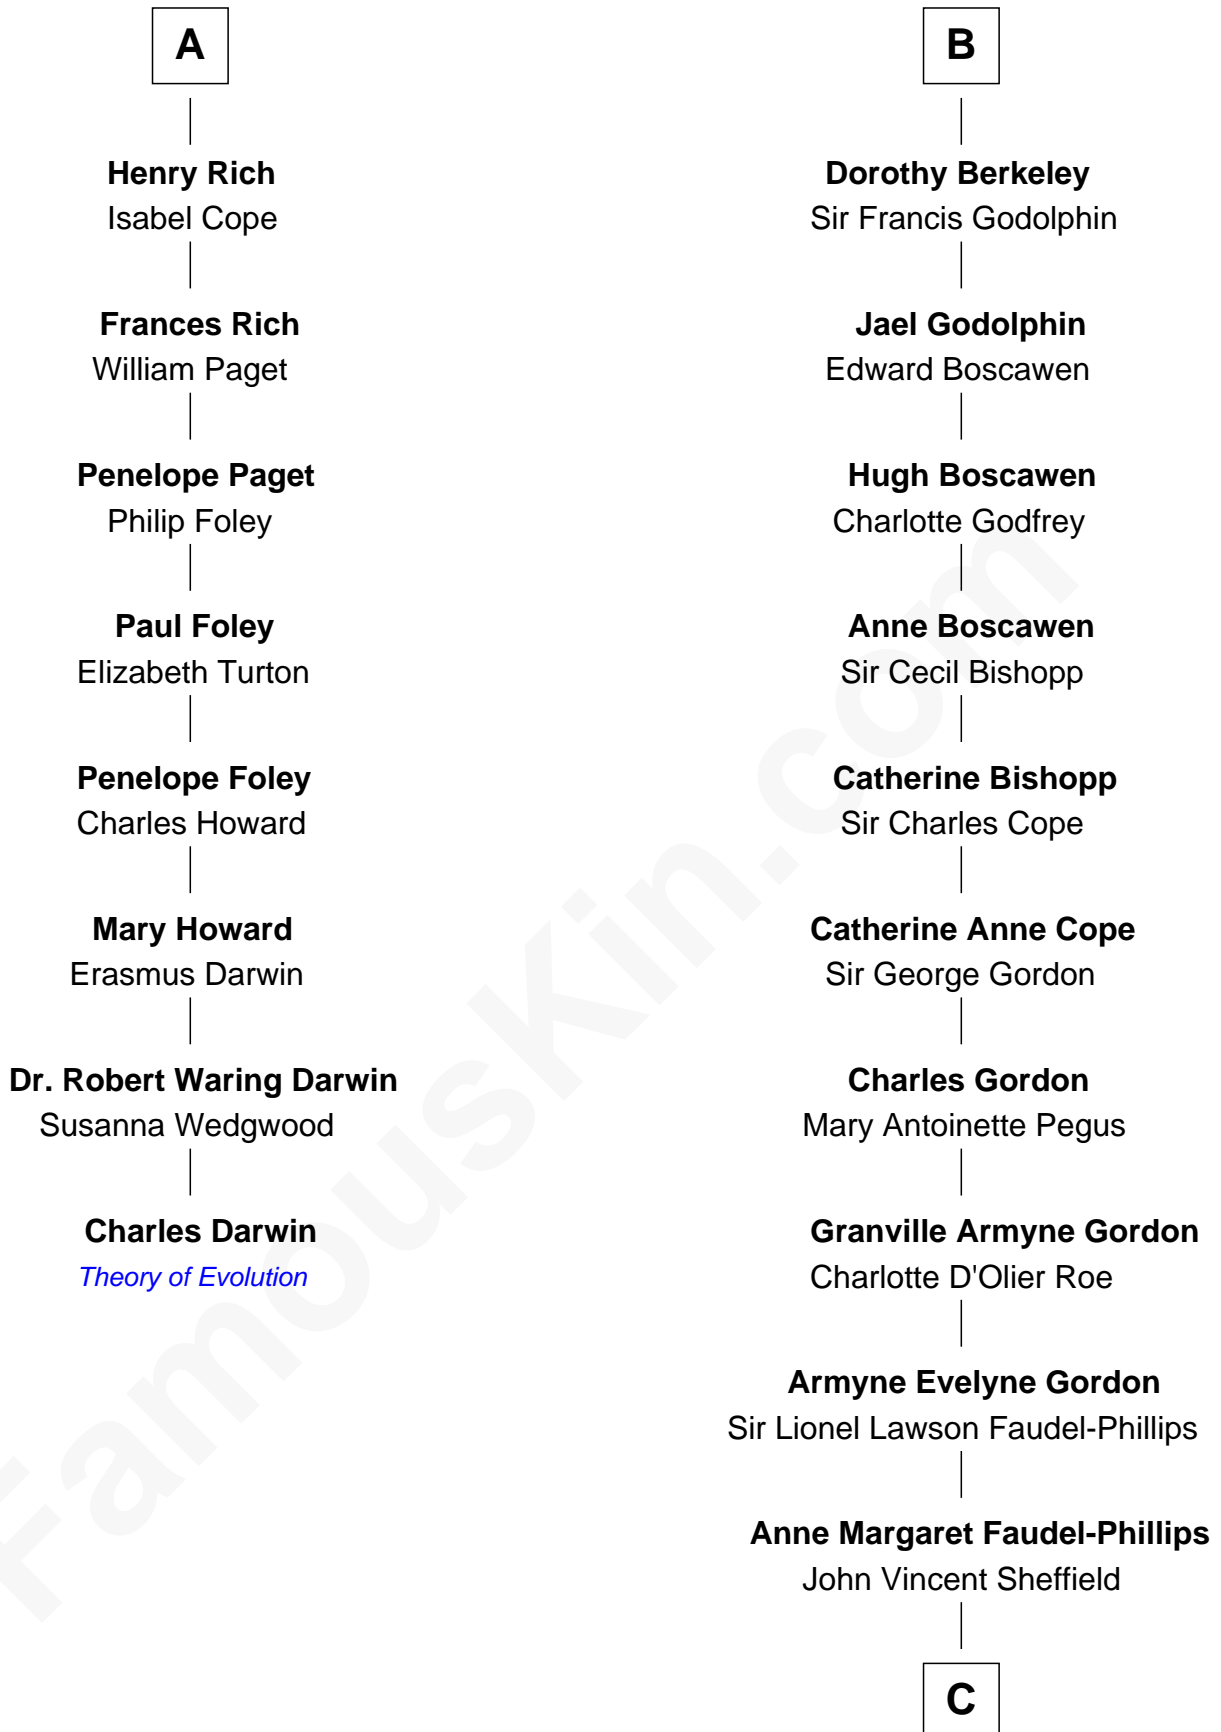 A
Henry Rich
Isabel Cope
Frances Rich
William Paget
Penelope Paget
Philip Foley
Paul Foley
Elizabeth Turton
Penelope Foley
Charles Howard
Mary Howard
Erasmus Darwin
Dr. Robert Waring Darwin
Susanna Wedgwood
Charles Darwin
Theory of Evolution
B
Dorothy Berkeley
Sir Francis Godolphin
Jael Godolphin
Edward Boscawen
Hugh Boscawen
Charlotte Godfrey
Anne Boscawen
Sir Cecil Bishopp
Catherine Bishopp
Sir Charles Cope
Catherine Anne Cope
Sir George Gordon
Charles Gordon
Mary Antoinette Pegus
Granville Armyne Gordon
Charlotte D'Olier Roe
Armyne Evelyne Gordon
Sir Lionel Lawson Faudel-Phillips
Anne Margaret Faudel-Phillips
John Vincent Sheffield
C
FamousKin.com